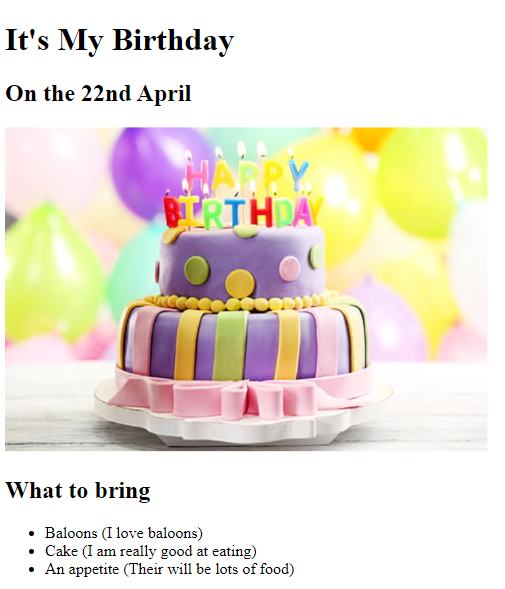 It's My Birthday
On the 22nd April
HAPPY
BIRTHDAY
What to bring
Baloons (I love baloons)
Cake (I am really good at eating)
An appetite (Their will be lots of food)